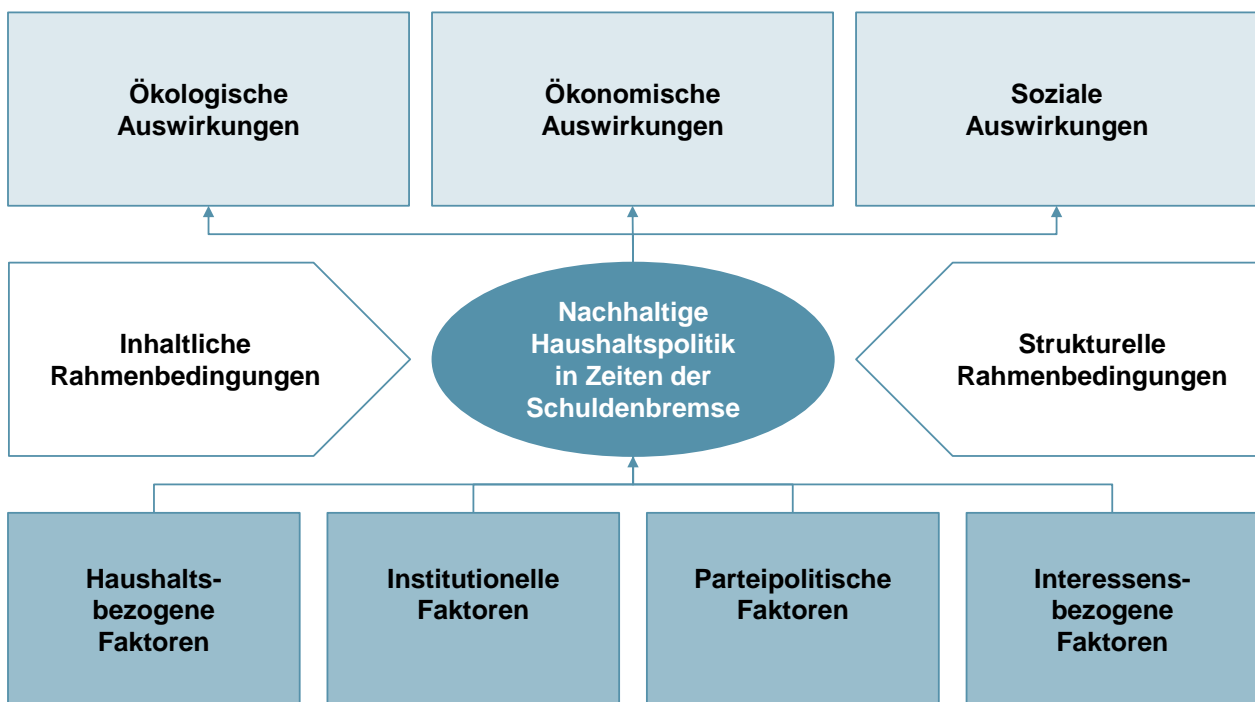 Ökologische
Auswirkungen
Ökonomische
Auswirkungen
Soziale
Auswirkungen
Inhaltliche
Rahmenbedingungen
Nachhaltige
Haushaltspolitik
in Zeiten der
Schuldenbremse
Strukturelle
Rahmenbedingungen
Haushalts-
bezogene
Faktoren
Institutionelle
Faktoren
Parteipolitische
Faktoren
Interessens-
bezogene
Faktoren